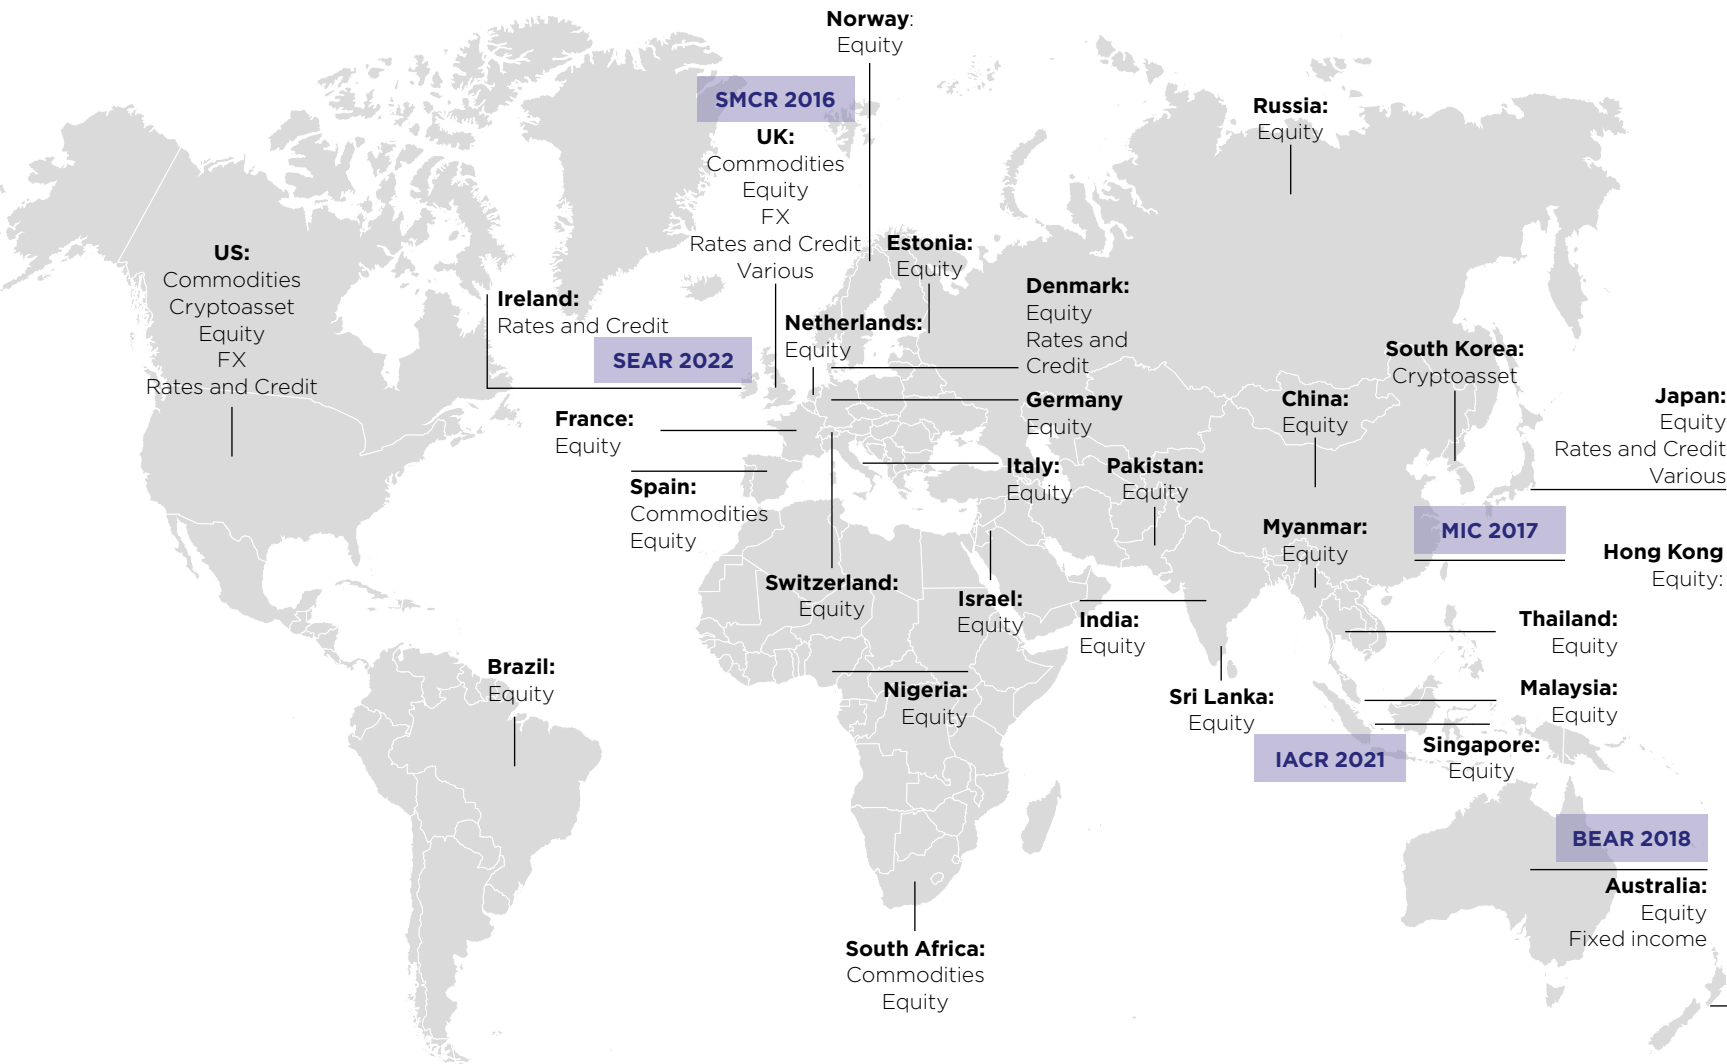 Norway:
Equity
SMCR 2016
UK:
Commodities
Equity
FX
Rates and Credit
Various
Russia:
Equity
US:
Commodities
Cryptoasset
Equity
FX
Rates and Credit
Estonia:
Equity
Ireland:
Rates and Credit
SEAR 2022
Netherlands:
Equity
Denmark:
Equity
Rates and
Credit
Germany
Equity
France:
Equity
Italy:
Equity
Spain:
Commodities
Equity
Pakistan:
Equity
China:
Equity
South Korea:
Cryptoasset
Japan:
Equity
Rates and Credit
Various
MIC 2017
Hong Kong
Equity:
Myanmar:
Equity
Switzerland:
Equity
Israel:
Equity
India:
Equity
Thailand:
Equity
Brazil:
Equity
Nigeria:
Equity
Sri Lanka:
Equity
Malaysia:
Equity
IACR 2021
Singapore:
Equity
BEAR 2018
Australia:
Equity
Fixed income
South Africa:
Commodities
Equity